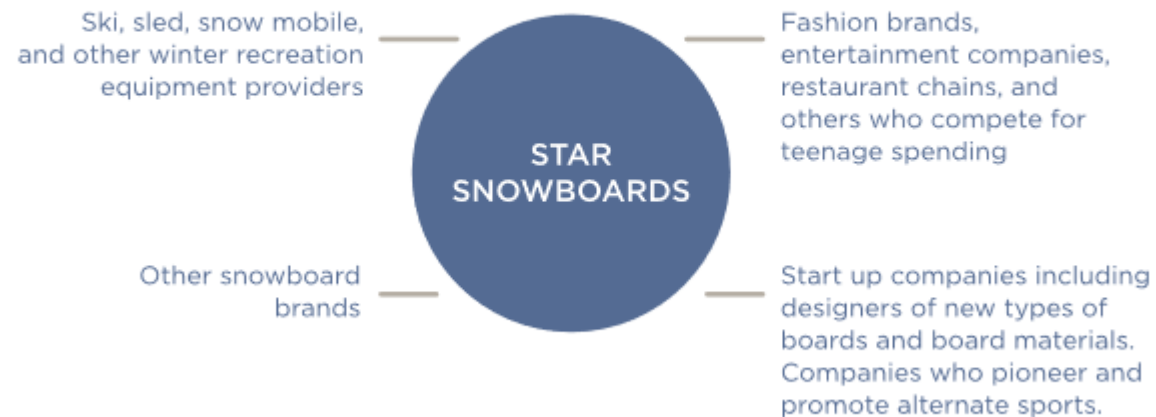 Ski, sled, snow mobile,
and other winter recreation
equipment providers
Fashion brands,
entertainment companies,
restaurant chains, and
others who compete for
teenage spending
STAR
SNOWBOARDS
Other snowboard
brands
Start up companies including
designers of new types of
boards and board materials.
Companies who pioneer and
promote alternate sports.